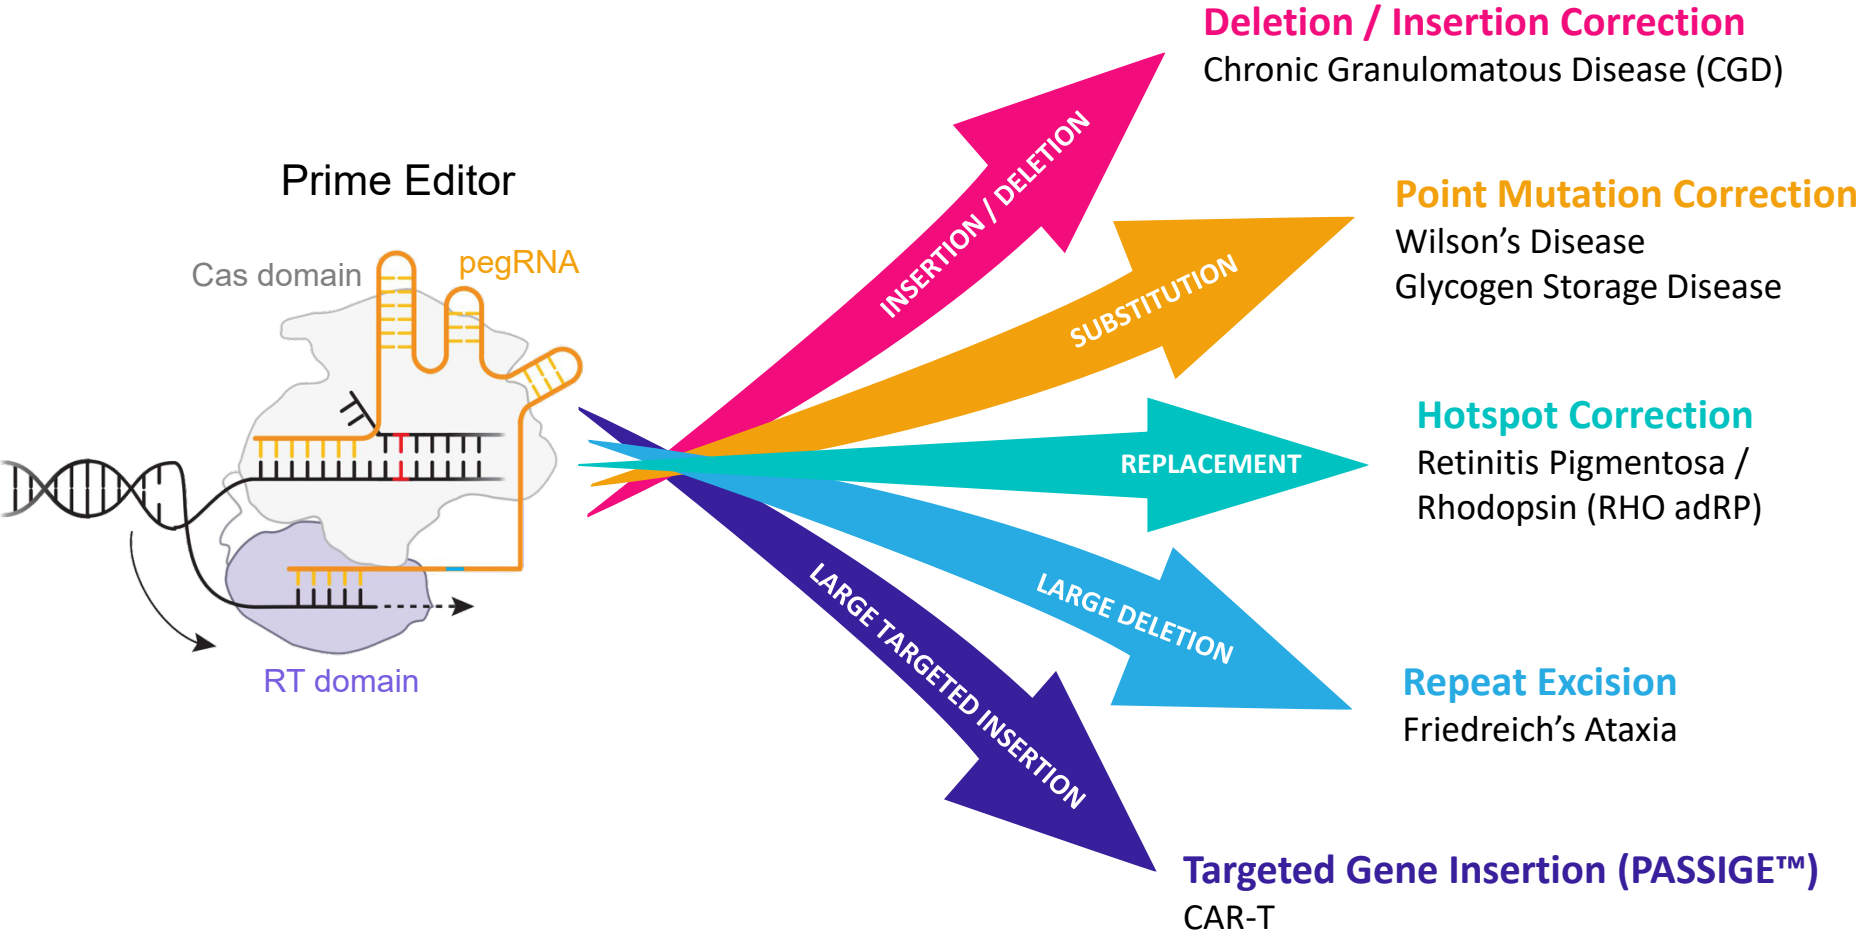 Prime Editor
Cas domain
pegRNA
RT domain
INSERTION / DELETION
SUBSTITUTION
REPLACEMENT
LARGE DELETION
LARGE TARGETED INSERTION
Deletion / Insertion Correction
Chronic Granulomatous Disease (CGD)
Point Mutation Correction
Wilson’s Disease
Glycogen Storage Disease
Hotspot Correction
Retinitis Pigmentosa /
Rhodopsin (RHO adRP)
Repeat Excision
Friedreich’s Ataxia
Targeted Gene Insertion (PASSIGE™)
CAR-T